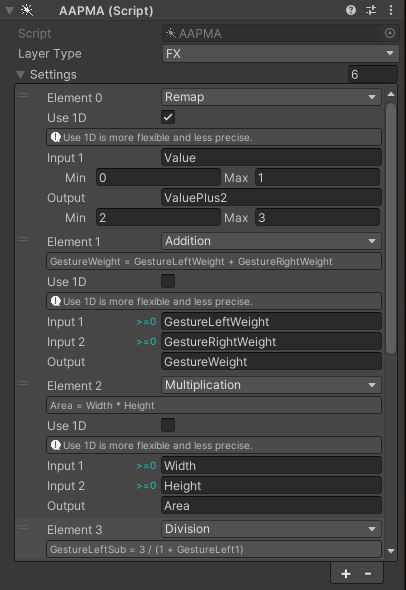 AAPMA (Script)
Script AAPMA
Layer Type FX
Settings 6
Element 0 Remap
Use 1D
Use 1D is more flexible and less precise.
Input 1 Value
Min 0 Max 1
Output ValuePlus2
Min 2 Max 3
Element 1 Addition
GestureWeight = GestureLeftWeight + GestureRightWeight
Use 1D
Use 1D is more flexible and less precise.
Input 1 >=0 GestureLeftWeight
Input 2 >=0 GestureRightWeight
Output GestureWeight
Element 2 Multiplication
Area = Width * Height
Use 1D
Use 1D is more flexible and less precise.
Input 1 >=0 Width
Input 2 >=0 Height
Output Area
Element 3 Division
GestureLeftSub = 3 / (1 + GestureLeft1)
+ -